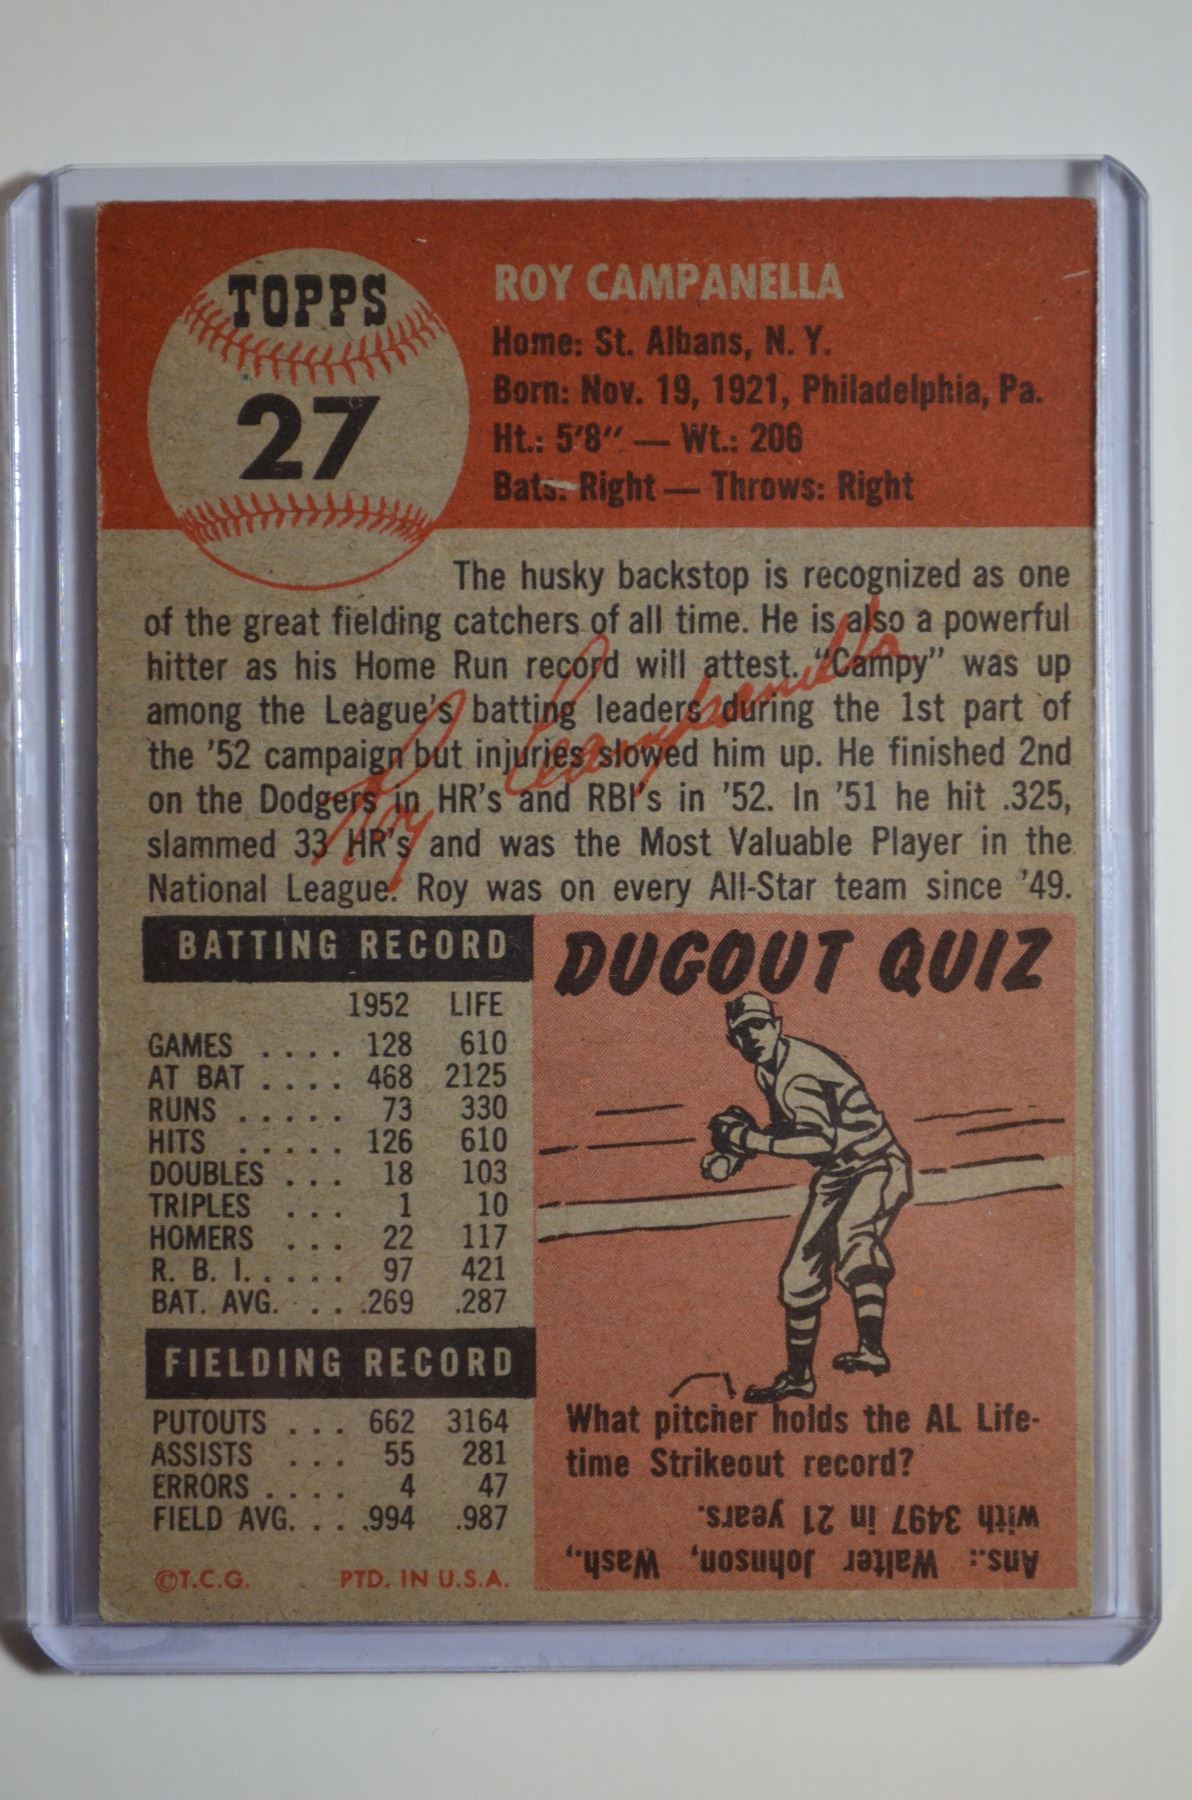 TOPPS
27
ROY CAMPANELLA
Home: St. Albans, N. Y.
Born: Nov. 19, 1921, Philadelphia, Pa.
Ht.: 5'8" — Wt.: 206
Bats: Right — Throws: Right
The husky backstop is recognized as one
of the great fielding catchers of all time. He is also a powerful
hitter as his Home Run record will attest. "Campy" was up
among the League's batting leaders during the 1st part of
the '52 campaign but injuries slowed him up. He finished 2nd
on the Dodgers in HR's and RBI's in '52. In '51 he hit .325,
slammed 33 HR's and was the Most Valuable Player in the
National League. Roy was on every All-Star team since '49.
Roy Campanella
BATTING RECORD
1952 LIFE
GAMES .... 128 610
AT BAT .... 468 2125
RUNS ..... 73 330
HITS ..... 126 610
DOUBLES ... 18 103
TRIPLES ... 1 10
HOMERS ... 22 117
R. B. I. .... 97 421
BAT. AVG. ... .269 .287
FIELDING RECORD
PUTOUTS ... 662 3164
ASSISTS ... 55 281
ERRORS .... 4 47
FIELD AVG. ... .994 .987
©T.C.G. PTD. IN U.S.A.
DUGOUT QUIZ
What pitcher holds the AL Life-
time Strikeout record?
Ans.: Walter Johnson, Wash.,
with 3497 in 21 years.